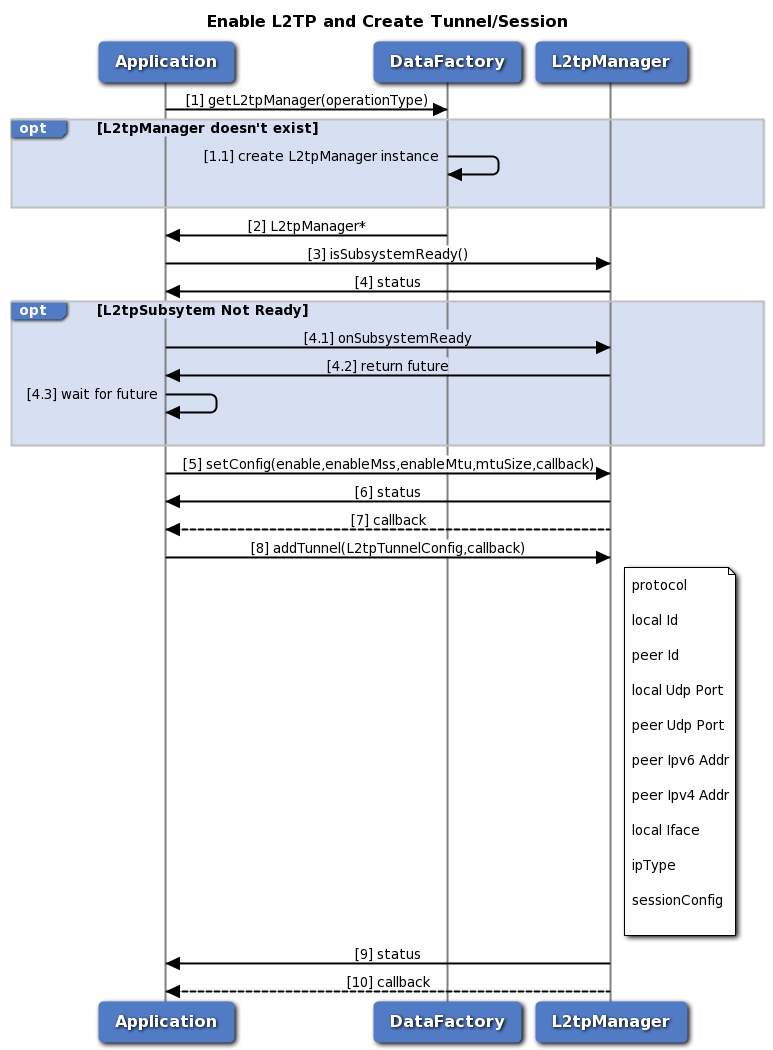 Enable L2TP and Create Tunnel/Session
Application DataFactory L2tpManager
[1] getL2tpManager(operationType)
opt [L2tpManager doesn't exist]
[1.1] create L2tpManager instance
[2] L2tpManager*
[3] isSubsystemReady()
[4] status
opt [L2tpSubsytem Not Ready]
[4.1] onSubsystemReady
[4.2] return future
[4.3] wait for future
[5] setConfig(enable,enableMss,enableMtu,mtuSize,callback)
[6] status
[7] callback
[8] addTunnel(L2tpTunnelConfig,callback)
protocol
local Id
peer Id
local Udp Port
peer Udp Port
peer Ipv6 Addr
peer Ipv4 Addr
local Iface
ipType
sessionConfig
[9] status
[10] callback
Application DataFactory L2tpManager